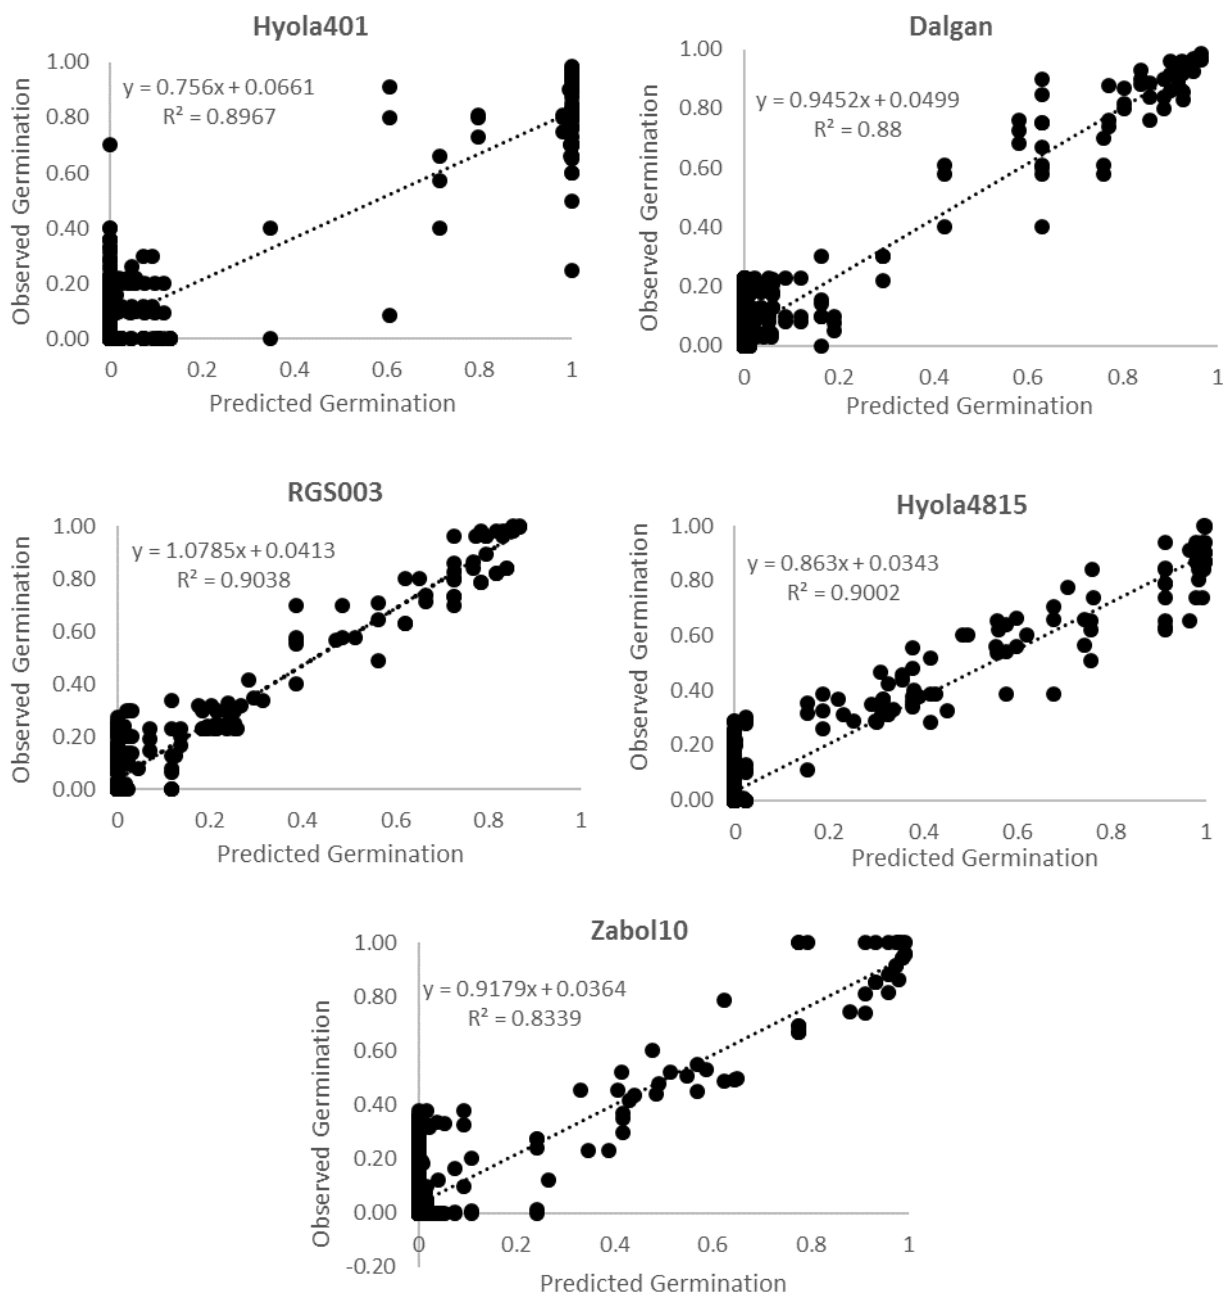 Hyola401
y = 0.756x + 0.0661
R² = 0.8967
Observed Germination
1.00
0.80
0.60
0.40
0.20
0.00
0 0.2 0.4 0.6 0.8 1
Predicted Germination
Dalgan
y = 0.9452x + 0.0499
R² = 0.88
Observed Germination
1.00
0.80
0.60
0.40
0.20
0.00
0 0.2 0.4 0.6 0.8 1
Predicted Germination
RGS003
y = 1.0785x + 0.0413
R² = 0.9038
Observed Germination
1.00
0.80
0.60
0.40
0.20
0.00
0 0.2 0.4 0.6 0.8 1
Predicted Germination
Hyola4815
y = 0.863x + 0.0343
R² = 0.9002
Observed Germination
1.00
0.80
0.60
0.40
0.20
0.00
0 0.2 0.4 0.6 0.8 1
Predicted Germination
Zabol10
y = 0.9179x + 0.0364
R² = 0.8339
Observed Germination
1.00
0.80
0.60
0.40
0.20
0.00
-0.20
0 0.2 0.4 0.6 0.8 1
Predicted Germination